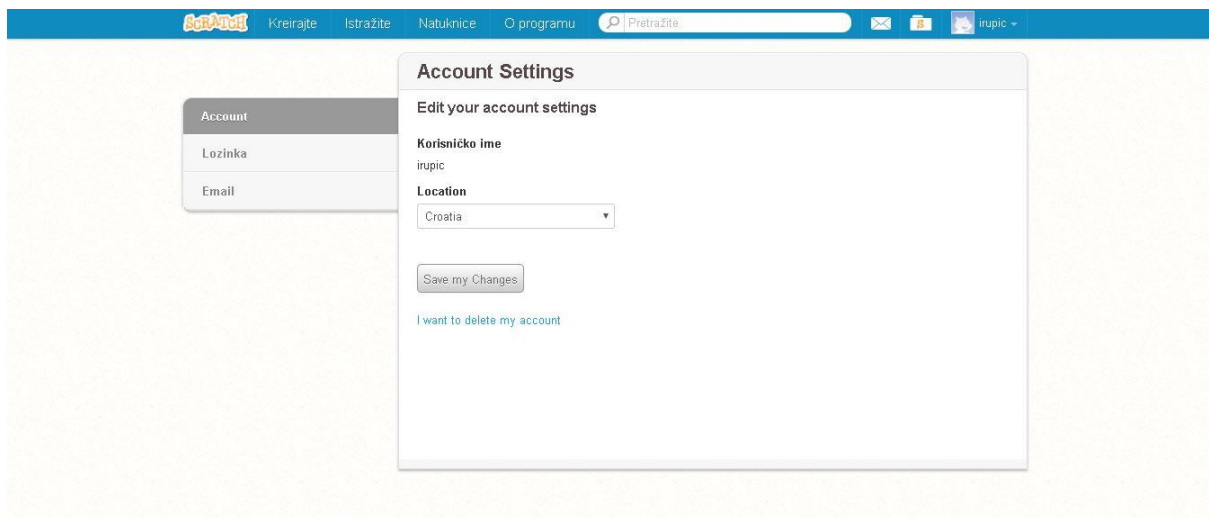 SCRATCH Kreirajte Istražite Natuknice O programu Pretražite S irupic
Account Settings
Account
Lozinka
Email
Edit your account settings
Korisničko ime
irupic
Location
Croatia
Save my Changes
I want to delete my account